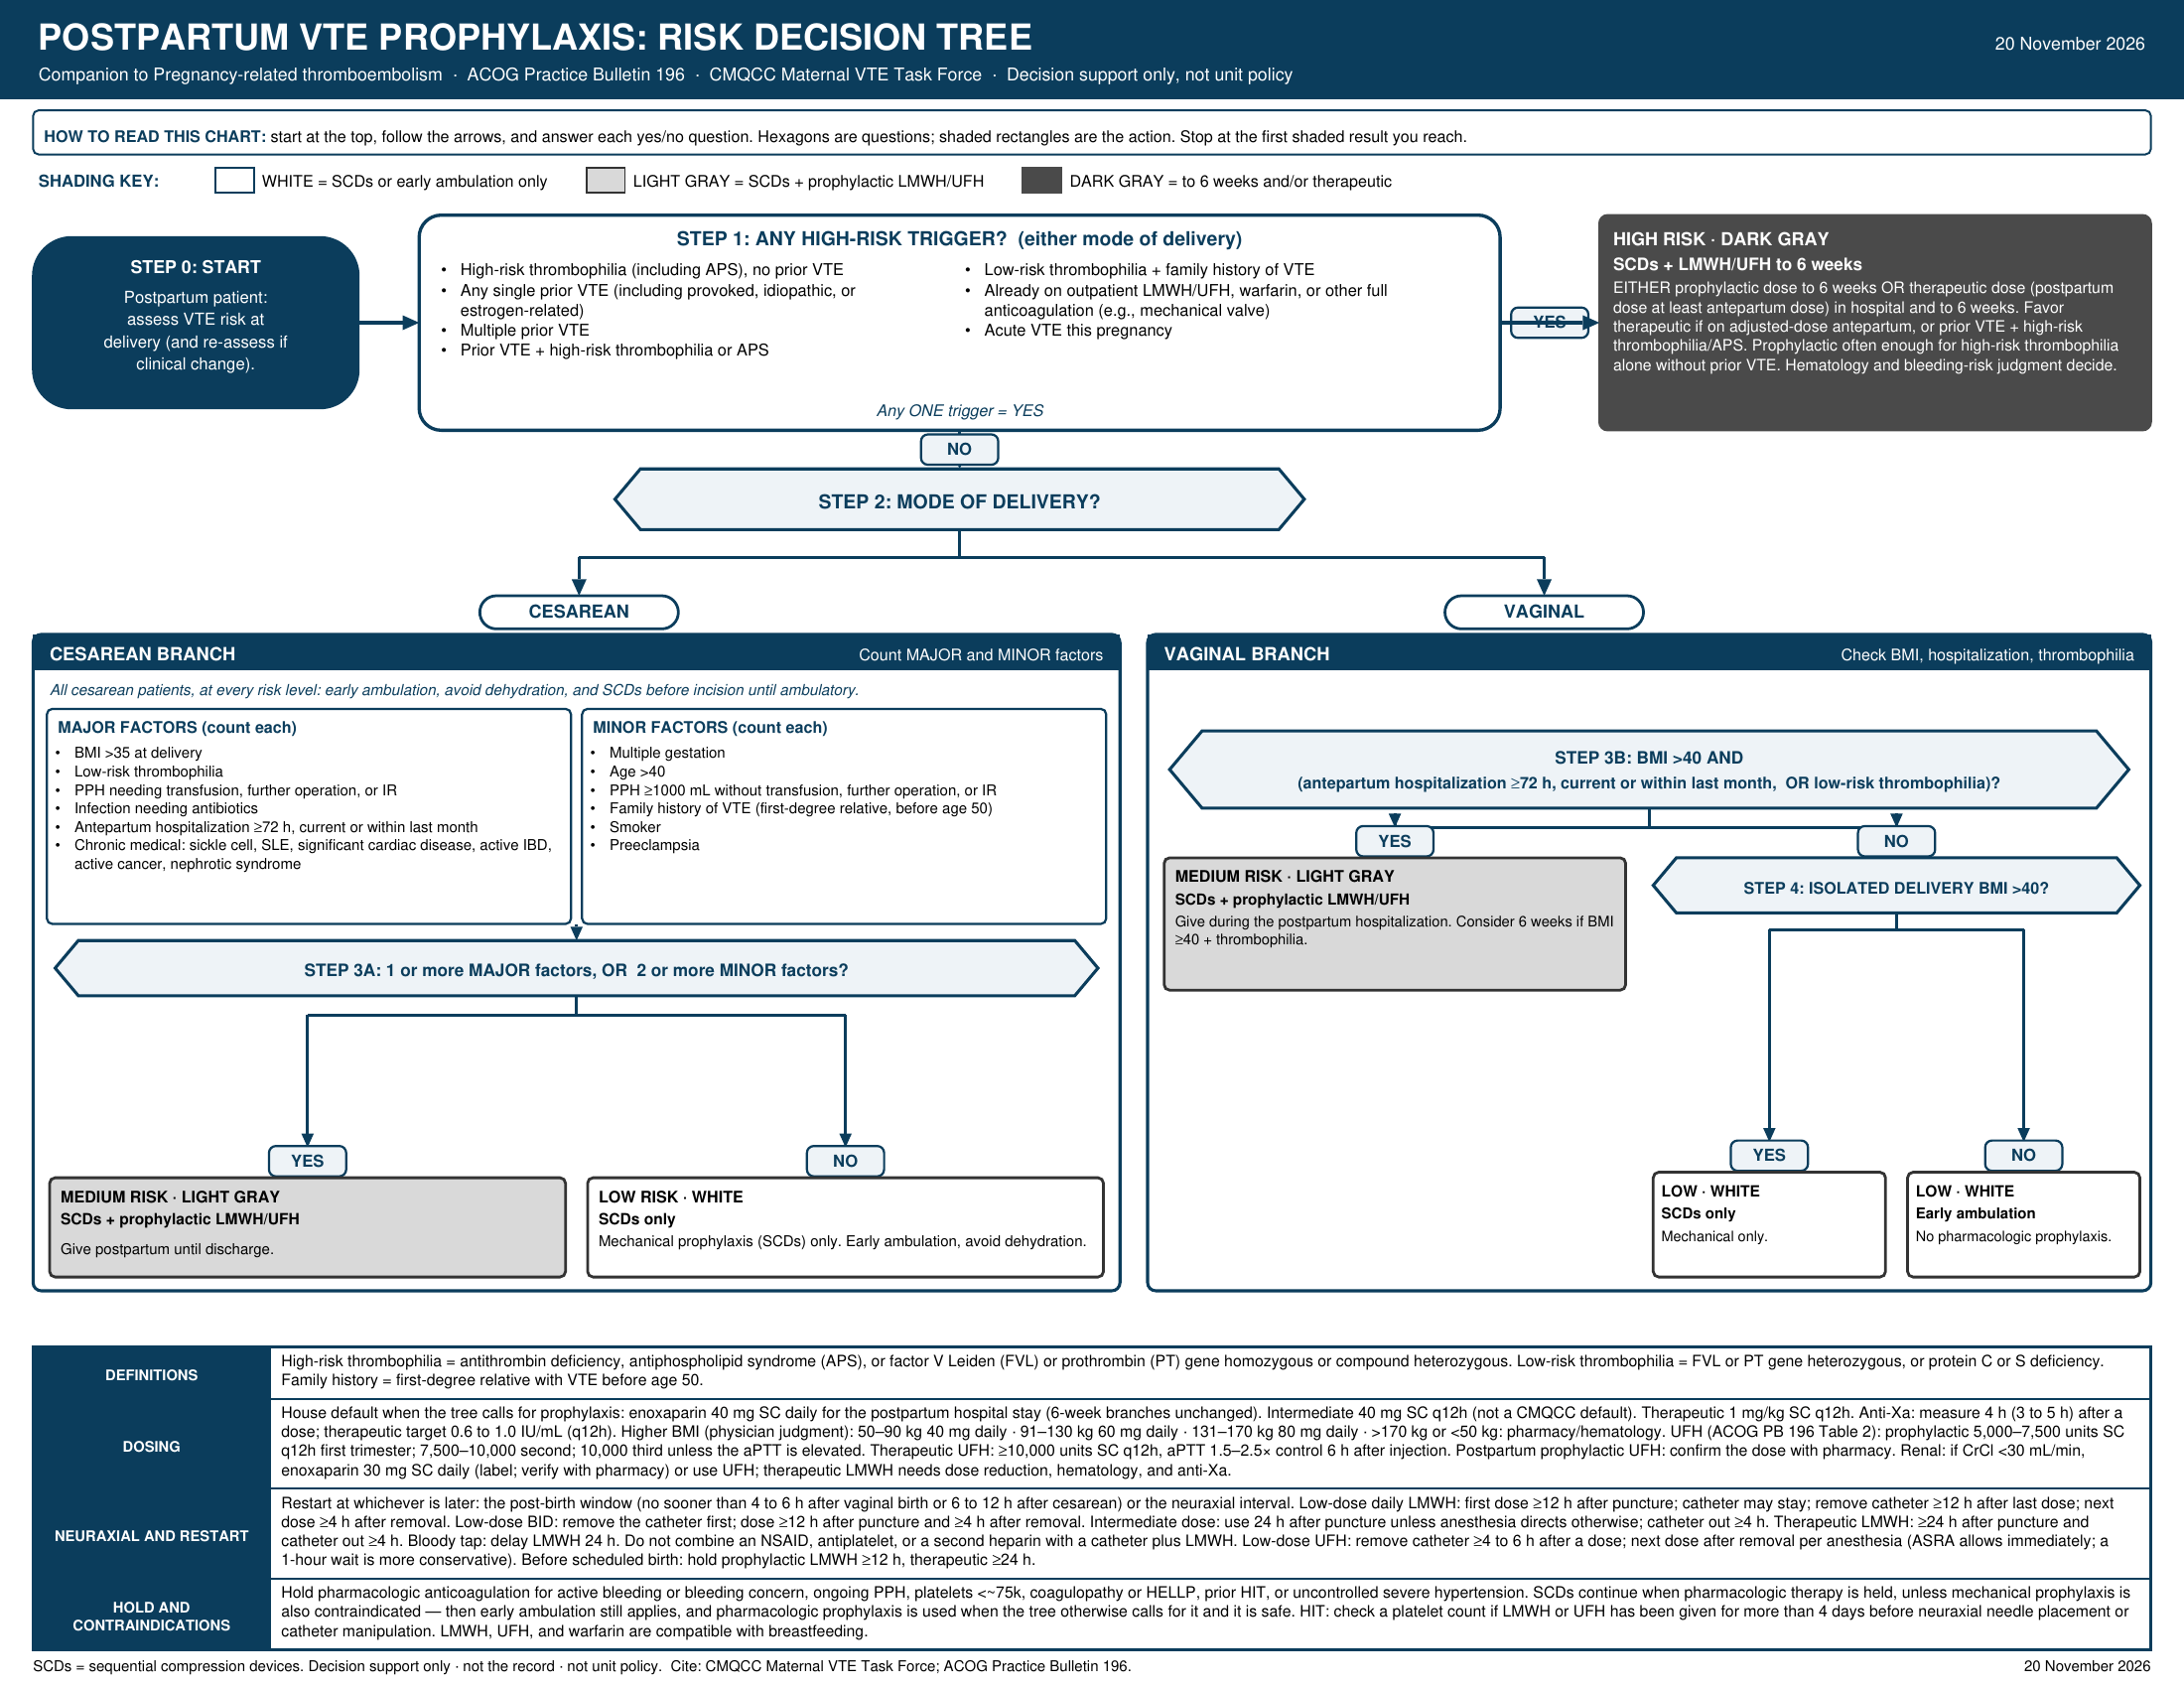 POSTPARTUM VTE PROPHYLAXIS: RISK DECISION TREE
20 November 2026
Companion to Pregnancy-related thromboembolism · ACOG Practice Bulletin 196 · CMQCC Maternal VTE Task Force · Decision support only, not unit policy
HOW TO READ THIS CHART: start at the top, follow the arrows, and answer each yes/no question. Hexagons are questions; shaded rectangles are the action. Stop at the first shaded result you reach.
SHADING KEY:
WHITE = SCDs or early ambulation only
LIGHT GRAY = SCDs + prophylactic LMWH/UFH
DARK GRAY = to 6 weeks and/or therapeutic
STEP 0: START
Postpartum patient:
assess VTE risk at
delivery (and re-assess if
clinical change).
STEP 1: ANY HIGH-RISK TRIGGER? (either mode of delivery)
• High-risk thrombophilia (including APS), no prior VTE
• Any single prior VTE (including provoked, idiopathic, or
estrogen-related)
• Multiple prior VTE
• Prior VTE + high-risk thrombophilia or APS
• Low-risk thrombophilia + family history of VTE
• Already on outpatient LMWH/UFH, warfarin, or other full
anticoagulation (e.g., mechanical valve)
• Acute VTE this pregnancy
Any ONE trigger = YES
YES
HIGH RISK · DARK GRAY
SCDs + LMWH/UFH to 6 weeks
EITHER prophylactic dose to 6 weeks OR therapeutic dose (postpartum
dose at least antepartum dose) in hospital and to 6 weeks. Favor
therapeutic if on adjusted-dose antepartum, or prior VTE + high-risk
thrombophilia/APS. Prophylactic often enough for high-risk thrombophilia
alone without prior VTE. Hematology and bleeding-risk judgment decide.
NO
STEP 2: MODE OF DELIVERY?
CESAREAN
VAGINAL
CESAREAN BRANCH
Count MAJOR and MINOR factors
All cesarean patients, at every risk level: early ambulation, avoid dehydration, and SCDs before incision until ambulatory.
MAJOR FACTORS (count each)
• BMI >35 at delivery
• Low-risk thrombophilia
• PPH needing transfusion, further operation, or IR
• Infection needing antibiotics
• Antepartum hospitalization ≥72 h, current or within last month
• Chronic medical: sickle cell, SLE, significant cardiac disease, active IBD,
active cancer, nephrotic syndrome
MINOR FACTORS (count each)
• Multiple gestation
• Age >40
• PPH ≥1000 mL without transfusion, further operation, or IR
• Family history of VTE (first-degree relative, before age 50)
• Smoker
• Preeclampsia
STEP 3A: 1 or more MAJOR factors, OR 2 or more MINOR factors?
YES
NO
MEDIUM RISK · LIGHT GRAY
SCDs + prophylactic LMWH/UFH
Give postpartum until discharge.
LOW RISK · WHITE
SCDs only
Mechanical prophylaxis (SCDs) only. Early ambulation, avoid dehydration.
VAGINAL BRANCH
Check BMI, hospitalization, thrombophilia
STEP 3B: BMI >40 AND
(antepartum hospitalization ≥72 h, current or within last month, OR low-risk thrombophilia)?
YES
NO
MEDIUM RISK · LIGHT GRAY
SCDs + prophylactic LMWH/UFH
Give during the postpartum hospitalization. Consider 6 weeks if BMI
≥40 + thrombophilia.
STEP 4: ISOLATED DELIVERY BMI >40?
YES
NO
LOW · WHITE
SCDs only
Mechanical only.
LOW · WHITE
Early ambulation
No pharmacologic prophylaxis.
DEFINITIONS
High-risk thrombophilia = antithrombin deficiency, antiphospholipid syndrome (APS), or factor V Leiden (FVL) or prothrombin (PT) gene homozygous or compound heterozygous. Low-risk thrombophilia = FVL or PT gene heterozygous, or protein C or S deficiency.
Family history = first-degree relative with VTE before age 50.
DOSING
House default when the tree calls for prophylaxis: enoxaparin 40 mg SC daily for the postpartum hospital stay (6-week branches unchanged). Intermediate 40 mg SC q12h (not a CMQCC default). Therapeutic 1 mg/kg SC q12h. Anti-Xa: measure 4 h (3 to 5 h) after a
dose; therapeutic target 0.6 to 1.0 IU/mL (q12h). Higher BMI (physician judgment): 50–90 kg 40 mg daily · 91–130 kg 60 mg daily · 131–170 kg 80 mg daily · >170 kg or <50 kg: pharmacy/hematology. UFH (ACOG PB 196 Table 2): prophylactic 5,000–7,500 units SC
q12h first trimester; 7,500–10,000 second; 10,000 third unless the aPTT is elevated. Therapeutic UFH: ≥10,000 units SC q12h, aPTT 1.5–2.5× control 6 h after injection. Postpartum prophylactic UFH: confirm the dose with pharmacy. Renal: if CrCl <30 mL/min,
enoxaparin 30 mg SC daily (label; verify with pharmacy) or use UFH; therapeutic LMWH needs dose reduction, hematology, and anti-Xa.
NEURAXIAL AND RESTART
Restart at whichever is later: the post-birth window (no sooner than 4 to 6 h after vaginal birth or 6 to 12 h after cesarean) or the neuraxial interval. Low-dose daily LMWH: first dose ≥12 h after puncture; catheter may stay; remove catheter ≥12 h after last dose; next
dose ≥4 h after removal. Low-dose BID: remove the catheter first; dose ≥12 h after puncture and ≥4 h after removal. Intermediate dose: use 24 h after puncture unless anesthesia directs otherwise; catheter out ≥4 h. Therapeutic LMWH: ≥24 h after puncture and
catheter out ≥4 h. Bloody tap: delay LMWH 24 h. Do not combine an NSAID, antiplatelet, or a second heparin with a catheter plus LMWH. Low-dose UFH: remove catheter ≥4 to 6 h after a dose; next dose after removal per anesthesia (ASRA allows immediately; a
1-hour wait is more conservative). Before scheduled birth: hold prophylactic LMWH ≥12 h, therapeutic ≥24 h.
HOLD AND
CONTRAINDICATIONS
Hold pharmacologic anticoagulation for active bleeding or bleeding concern, ongoing PPH, platelets <~75k, coagulopathy or HELLP, prior HIT, or uncontrolled severe hypertension. SCDs continue when pharmacologic therapy is held, unless mechanical prophylaxis is
also contraindicated — then early ambulation still applies, and pharmacologic prophylaxis is used when the tree otherwise calls for it and it is safe. HIT: check a platelet count if LMWH or UFH has been given for more than 4 days before neuraxial needle placement or
catheter manipulation. LMWH, UFH, and warfarin are compatible with breastfeeding.
SCDs = sequential compression devices. Decision support only · not the record · not unit policy. Cite: CMQCC Maternal VTE Task Force; ACOG Practice Bulletin 196.
20 November 2026